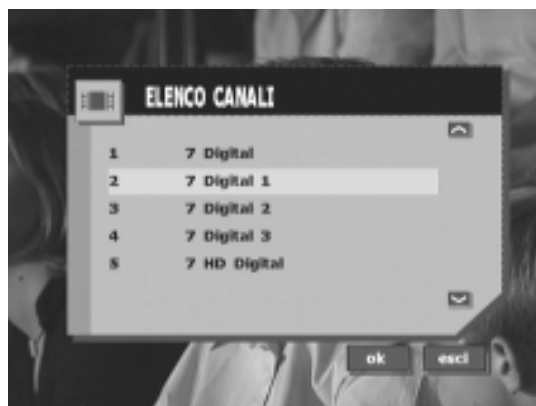 ELENCO CANALI
1 7 Digital
2 7 Digital 1
3 7 Digital 2
4 7 Digital 3
5 7 HD Digital
ok esci